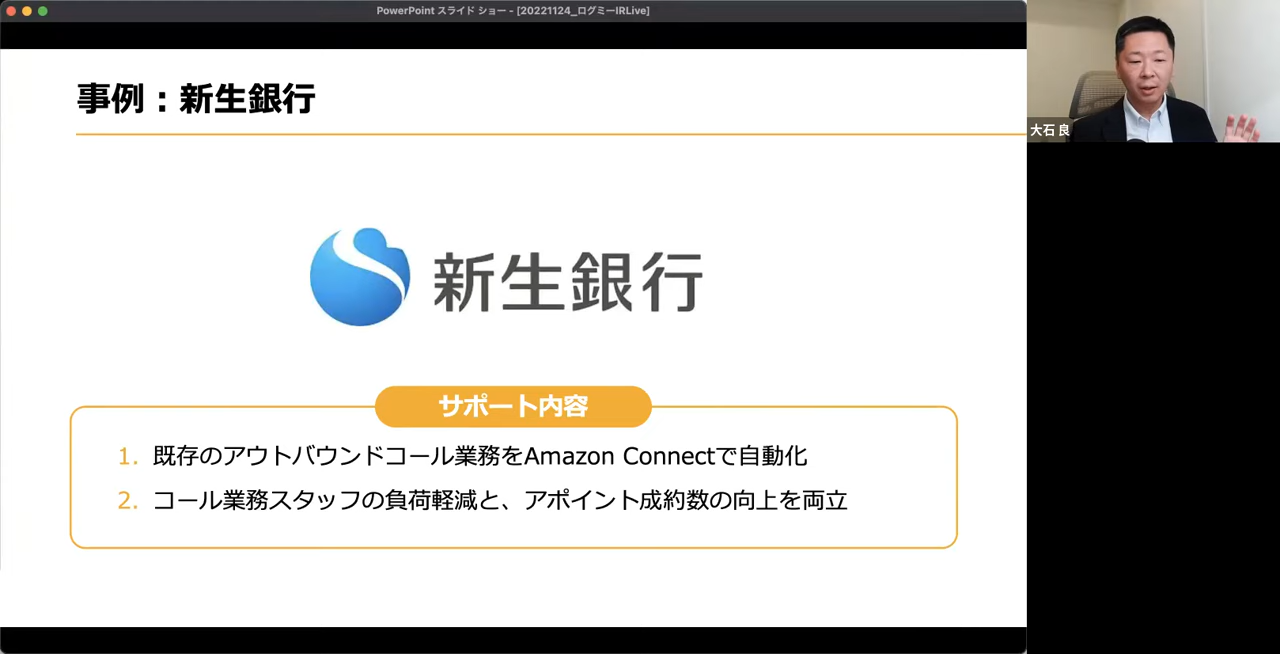 PowerPoint スライド ショー - [20221124_ログミーIRLive]
事例：新生銀行
大石 良
新生銀行
サポート内容
1. 既存のアウトバウンドコール業務をAmazon Connectで自動化
2. コール業務スタッフの負荷軽減と、アポイント成約数の向上を両立